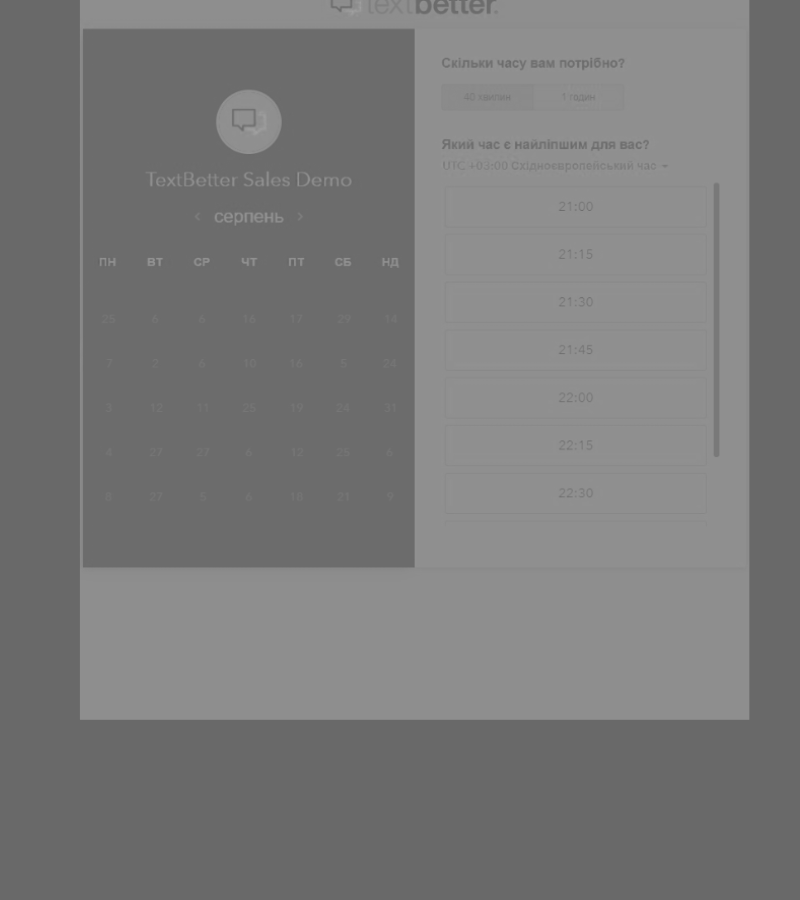 textbetter
TextBetter Sales Demo
‹ серпень ›
ПН ВТ СР ЧТ ПТ СБ НД
25 6 8 16 17 29 14
7 2 6 10 16 5 24
3 12 11 25 19 24 31
4 27 27 6 13 25 6
8 27 8 6 18 21 9
Скільки часу вам потрібно?
40 хвилин 1 годин
Який час є найліпшим для вас?
UTC +03:00 Східноєвропейський час
21:00
21:15
21:30
21:45
22:00
22:15
22:30